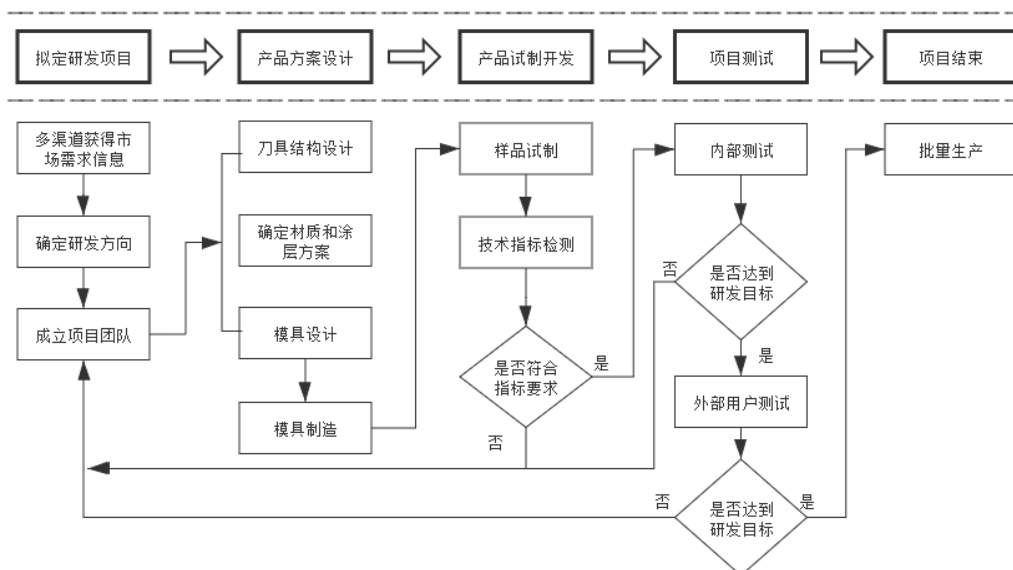 拟定研发项目
产品方案设计
产品试制开发
项目测试
项目结束
多渠道获得市
场需求信息
确定研发方向
成立项目团队
刀具结构设计
确定材质和涂
层方案
模具设计
模具制造
样品试制
技术指标检测
是否符合
指标要求
是
否
内部测试
是否达到
研发目标
否
是
外部用户测试
是否达到
研发目标
否
是
批量生产